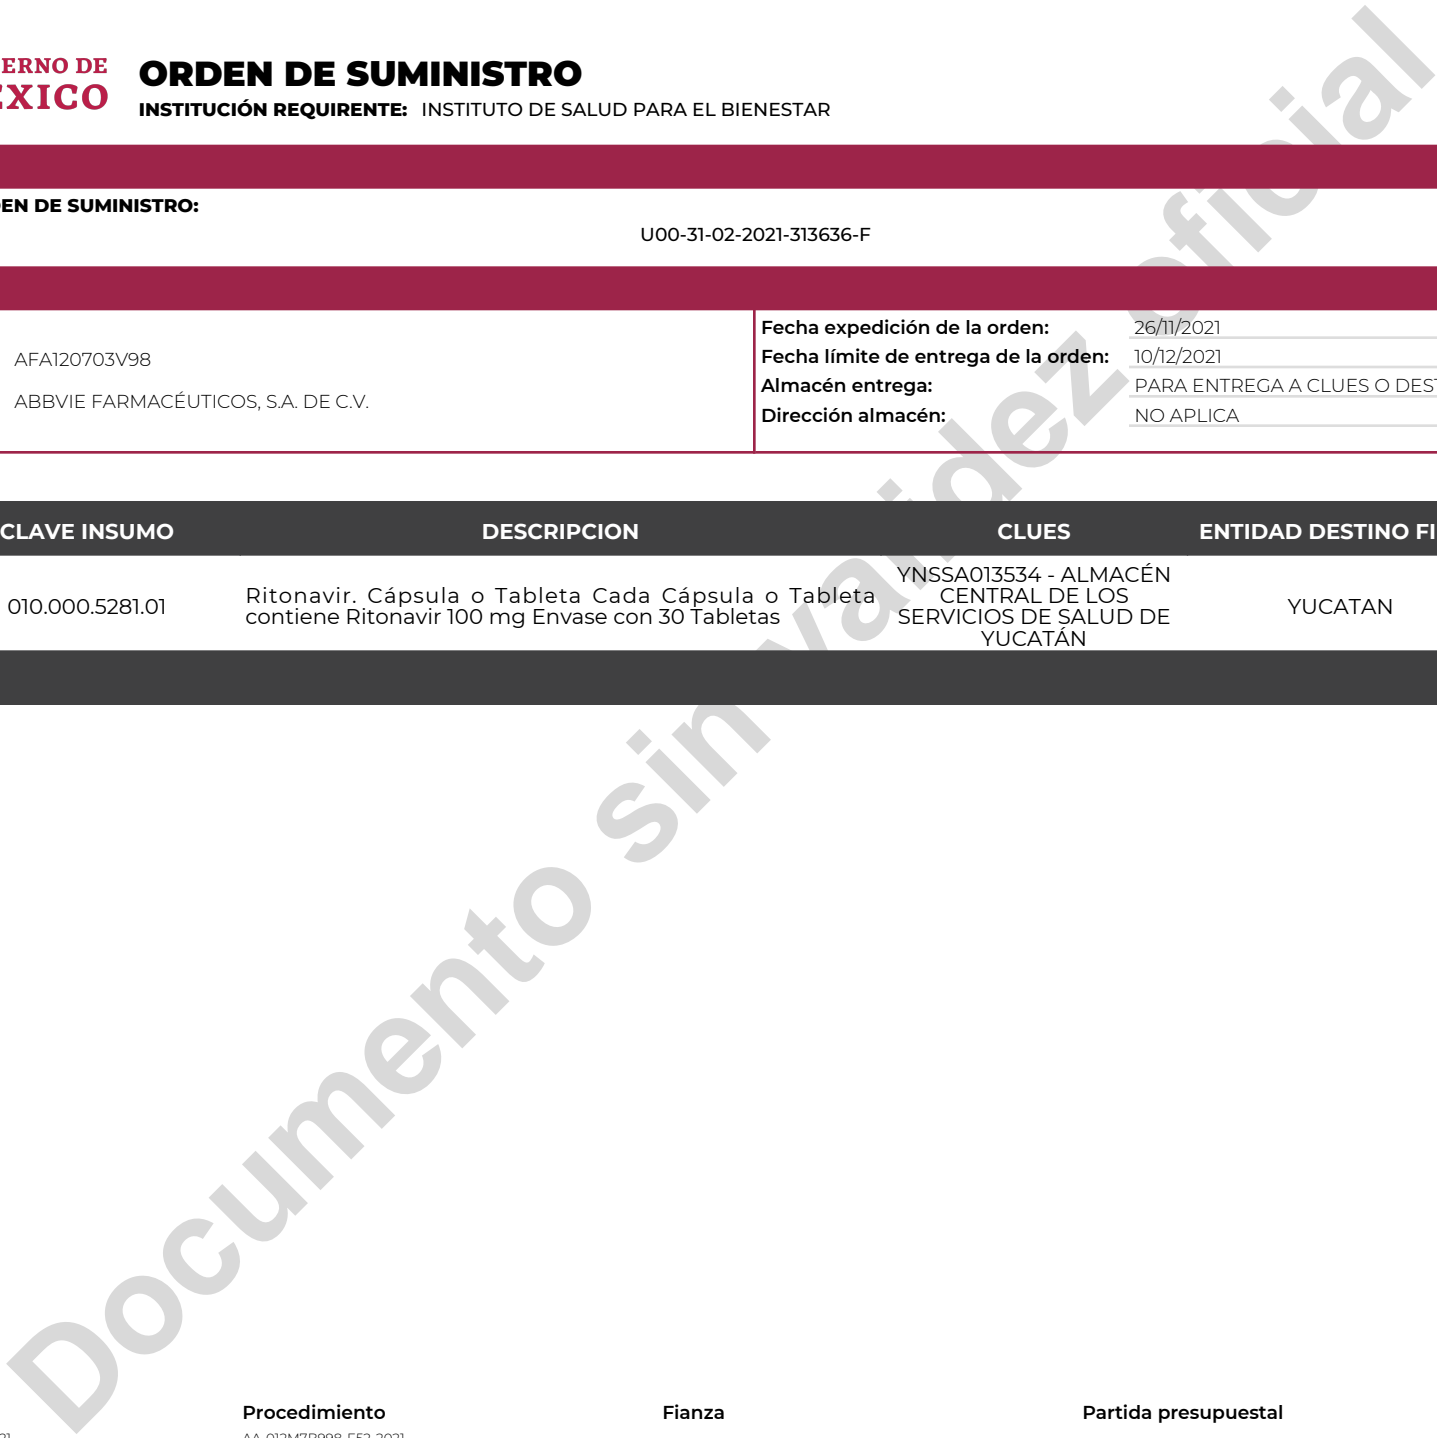 ERNO DE
EXICO
ORDEN DE SUMINISTRO
INSTITUCIÓN REQUIRENTE: INSTITUTO DE SALUD PARA EL BIENESTAR
EN DE SUMINISTRO:
U00-31-02-2021-313636-F
AFA120703V98
ABBVIE FARMACÉUTICOS, S.A. DE C.V.
Fecha expedición de la orden: 26/11/2021
Fecha límite de entrega de la orden: 10/12/2021
Almacén entrega: PARA ENTREGA A CLUES O DEST
Dirección almacén: NO APLICA
CLAVE INSUMO DESCRIPCION CLUES ENTIDAD DESTINO FI
010.000.5281.01
Ritonavir. Cápsula o Tableta Cada Cápsula o Tableta
contiene Ritonavir 100 mg Envase con 30 Tabletas
YNSSA013534 - ALMACÉN
CENTRAL DE LOS
SERVICIOS DE SALUD DE
YUCATÁN
YUCATAN
Documento sin validez oficial
Procedimiento Fianza Partida presupuestal